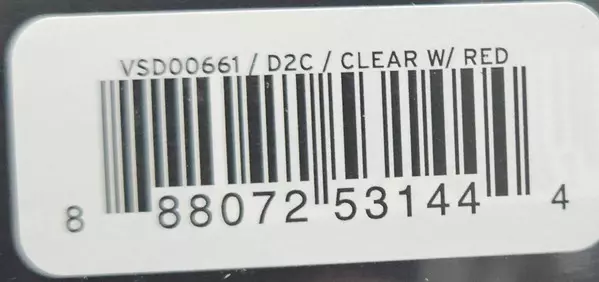 VSD00661 / D2C / CLEAR W/ RED
8 88072 53144 4